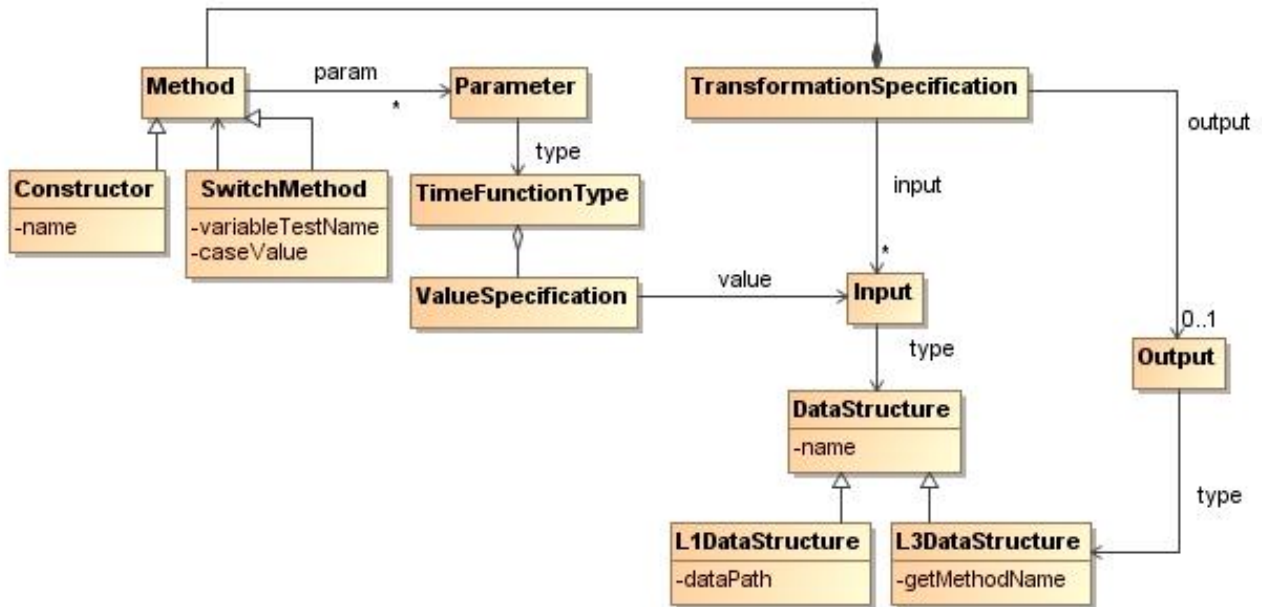 param
Method
Parameter
TransformationSpecification
*
output
type
input
Constructor
-name
SwitchMethod
-variableTestName
-caseValue
TimeFunctionType
*
ValueSpecification
value
Input
0..1
type
Output
DataStructure
-name
type
L1DataStructure
-dataPath
L3DataStructure
-getMethodName